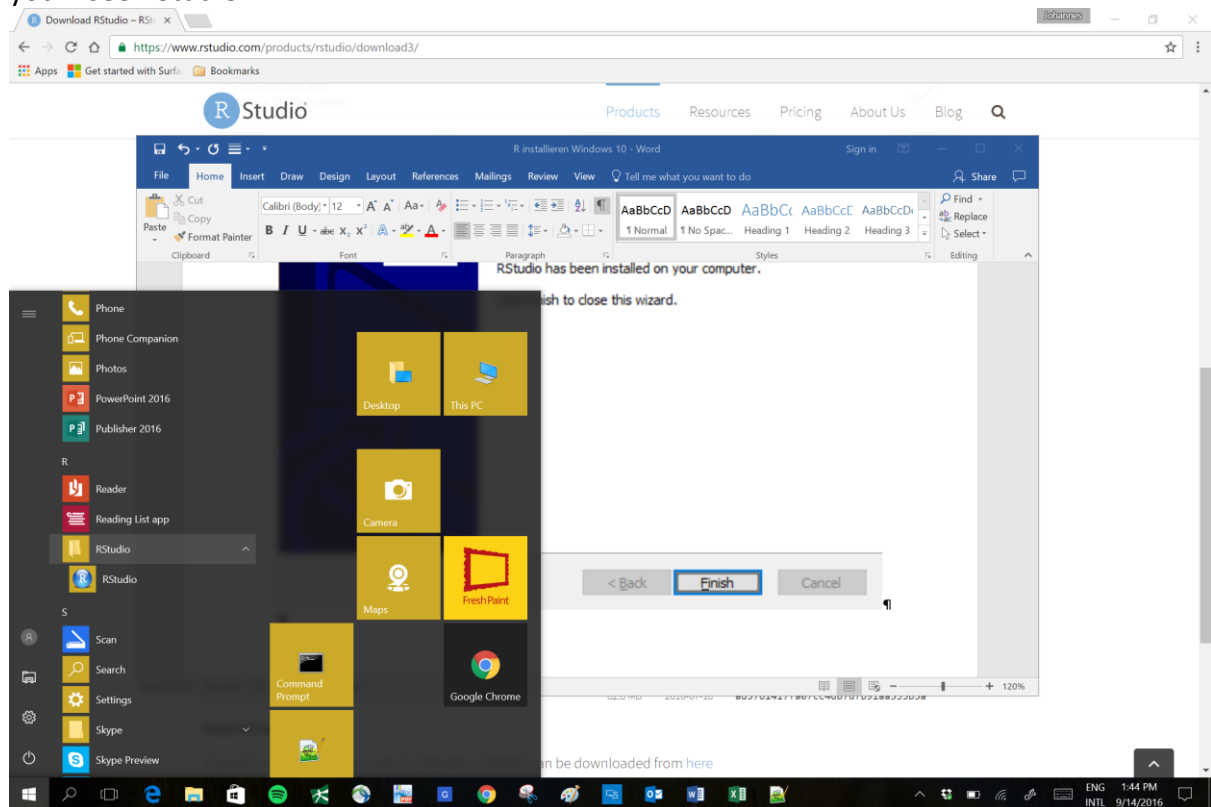 Download RStudio – RSt
Johannes
https://www.rstudio.com/products/rstudio/download3/
Apps
Get started with Surfa
Bookmarks
R Studio
Products
Resources
Pricing
About Us
Blog
R installieren Windows 10 - Word
Sign in
File
Home
Insert
Draw
Design
Layout
References
Mailings
Review
View
Tell me what you want to do
Share
Paste
Cut
Copy
Format Painter
Clipboard
Calibri (Body)
12
Font
Paragraph
AaBbCcD
¶ Normal
AaBbCcD
¶ No Spac...
AaBbCc
Heading 1
AaBbCcE
Heading 2
AaBbCcD
Heading 3
Styles
Find
Replace
Select
Editing
RStudio has been installed on your computer.
ish to close this wizard.
< Back
Finish
Cancel
¶
120%
Phone
Phone Companion
Photos
PowerPoint 2016
Publisher 2016
R
Reader
Reading List app
RStudio
RStudio
S
Scan
Search
Settings
Skype
Skype Preview
Desktop
This PC
Camera
Maps
Fresh Paint
Command Prompt
Google Chrome
an be downloaded from here
ENG
INTL
1:44 PM
9/14/2016